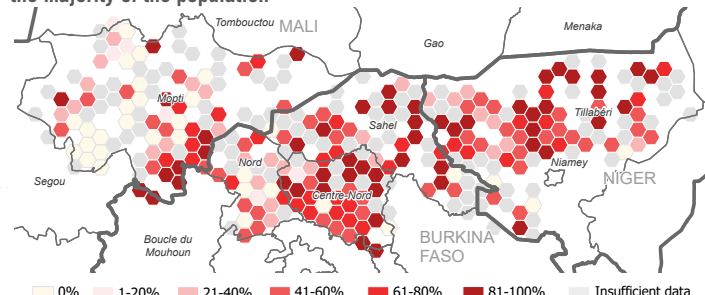 the majority of the population
Tombouctou
MALI
Menaka
Gao
Mopti
Tillabéri
Sahel
Nord
Niamey
Segou
Centre-Nord
NIGER
Boucle du
Mouhoun
BURKINA
FASO
0% 1-20% 21-40% 41-60% 61-80% 81-100% Insufficient data